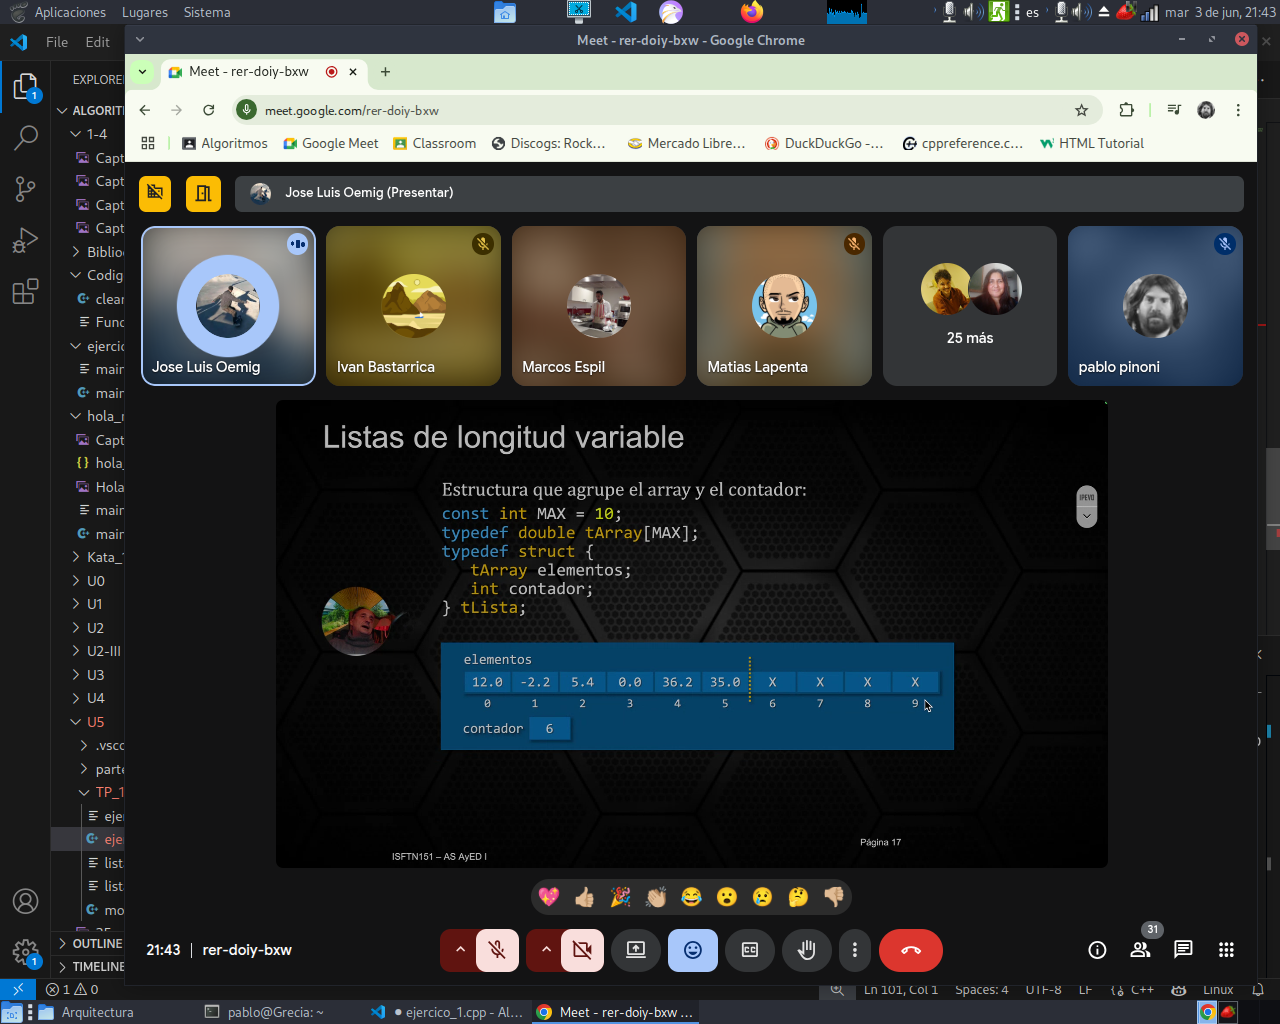 Aplicaciones Lugares Sistema
es
mar 3 de jun, 21:43
File Edit
Meet - rer-doiy-bxw - Google Chrome
Meet - rer-doiy-bxw
meet.google.com/rer-doiy-bxw
Algoritmos Google Meet Classroom Discogs: Rock... Mercado Libre... DuckDuckGo -... cppreference.c... HTML Tutorial
EXPLORE
ALGORIT
1-4
Capt
Capt
Capt
Capt
Biblio
Codig
clear
Func
ejercic
main
main
hola_r
Capt
hola_
Hola
main
main
Kata_
U0
U1
U2
U2-III
U3
U4
U5
.vsco
parte
TP_1
ejer
eje
list
list
mo
OUTLINE
TIMELINE
1
1
Jose Luis Oemig (Presentar)
Jose Luis Oemig
Ivan Bastarrica
Marcos Espil
Matias Lapenta
25 más
pablo pinoni
Listas de longitud variable
Estructura que agrupe el array y el contador:
const int MAX = 10;
typedef double tArray[MAX];
typedef struct {
tArray elementos;
int contador;
} tLista;
IPEVO
elementos
12.0 -2.2 5.4 0.0 36.2 35.0 X X X X
0 1 2 3 4 5 6 7 8 9
contador 6
Página 17
ISFTN151 – AS AyED I
21:43 | rer-doiy-bxw
31
1 0
Ln 101, Col 1 Spaces: 4 UTF-8 LF {} C++ Linux
Arquitectura
pablo@Grecia: ~
ejercico_1.cpp - Al...
Meet - rer-doiy-bxw ...